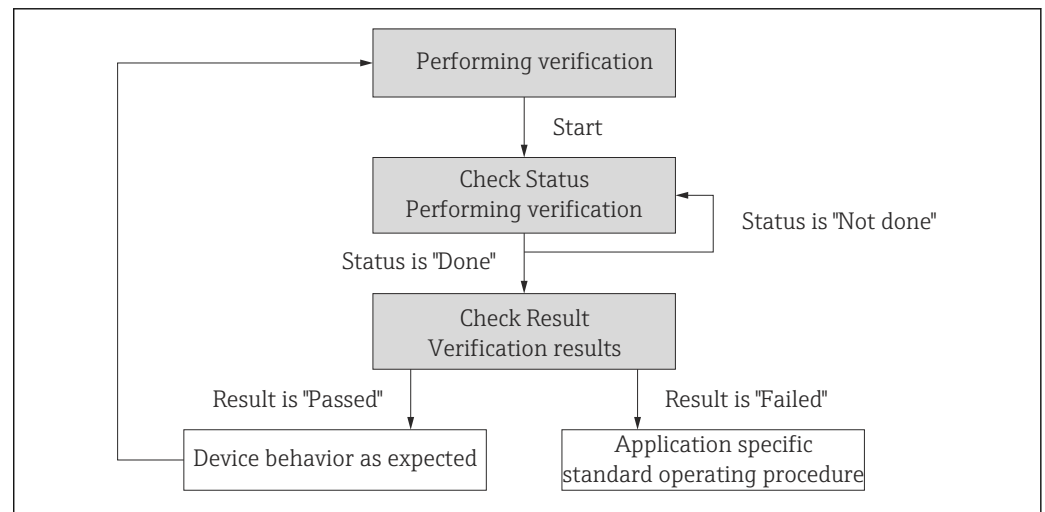 Performing verification
Start
Check Status
Performing verification
Status is "Not done"
Status is "Done"
Check Result
Verification results
Result is "Passed"
Result is "Failed"
Device behavior as expected
Application specific
standard operating procedure